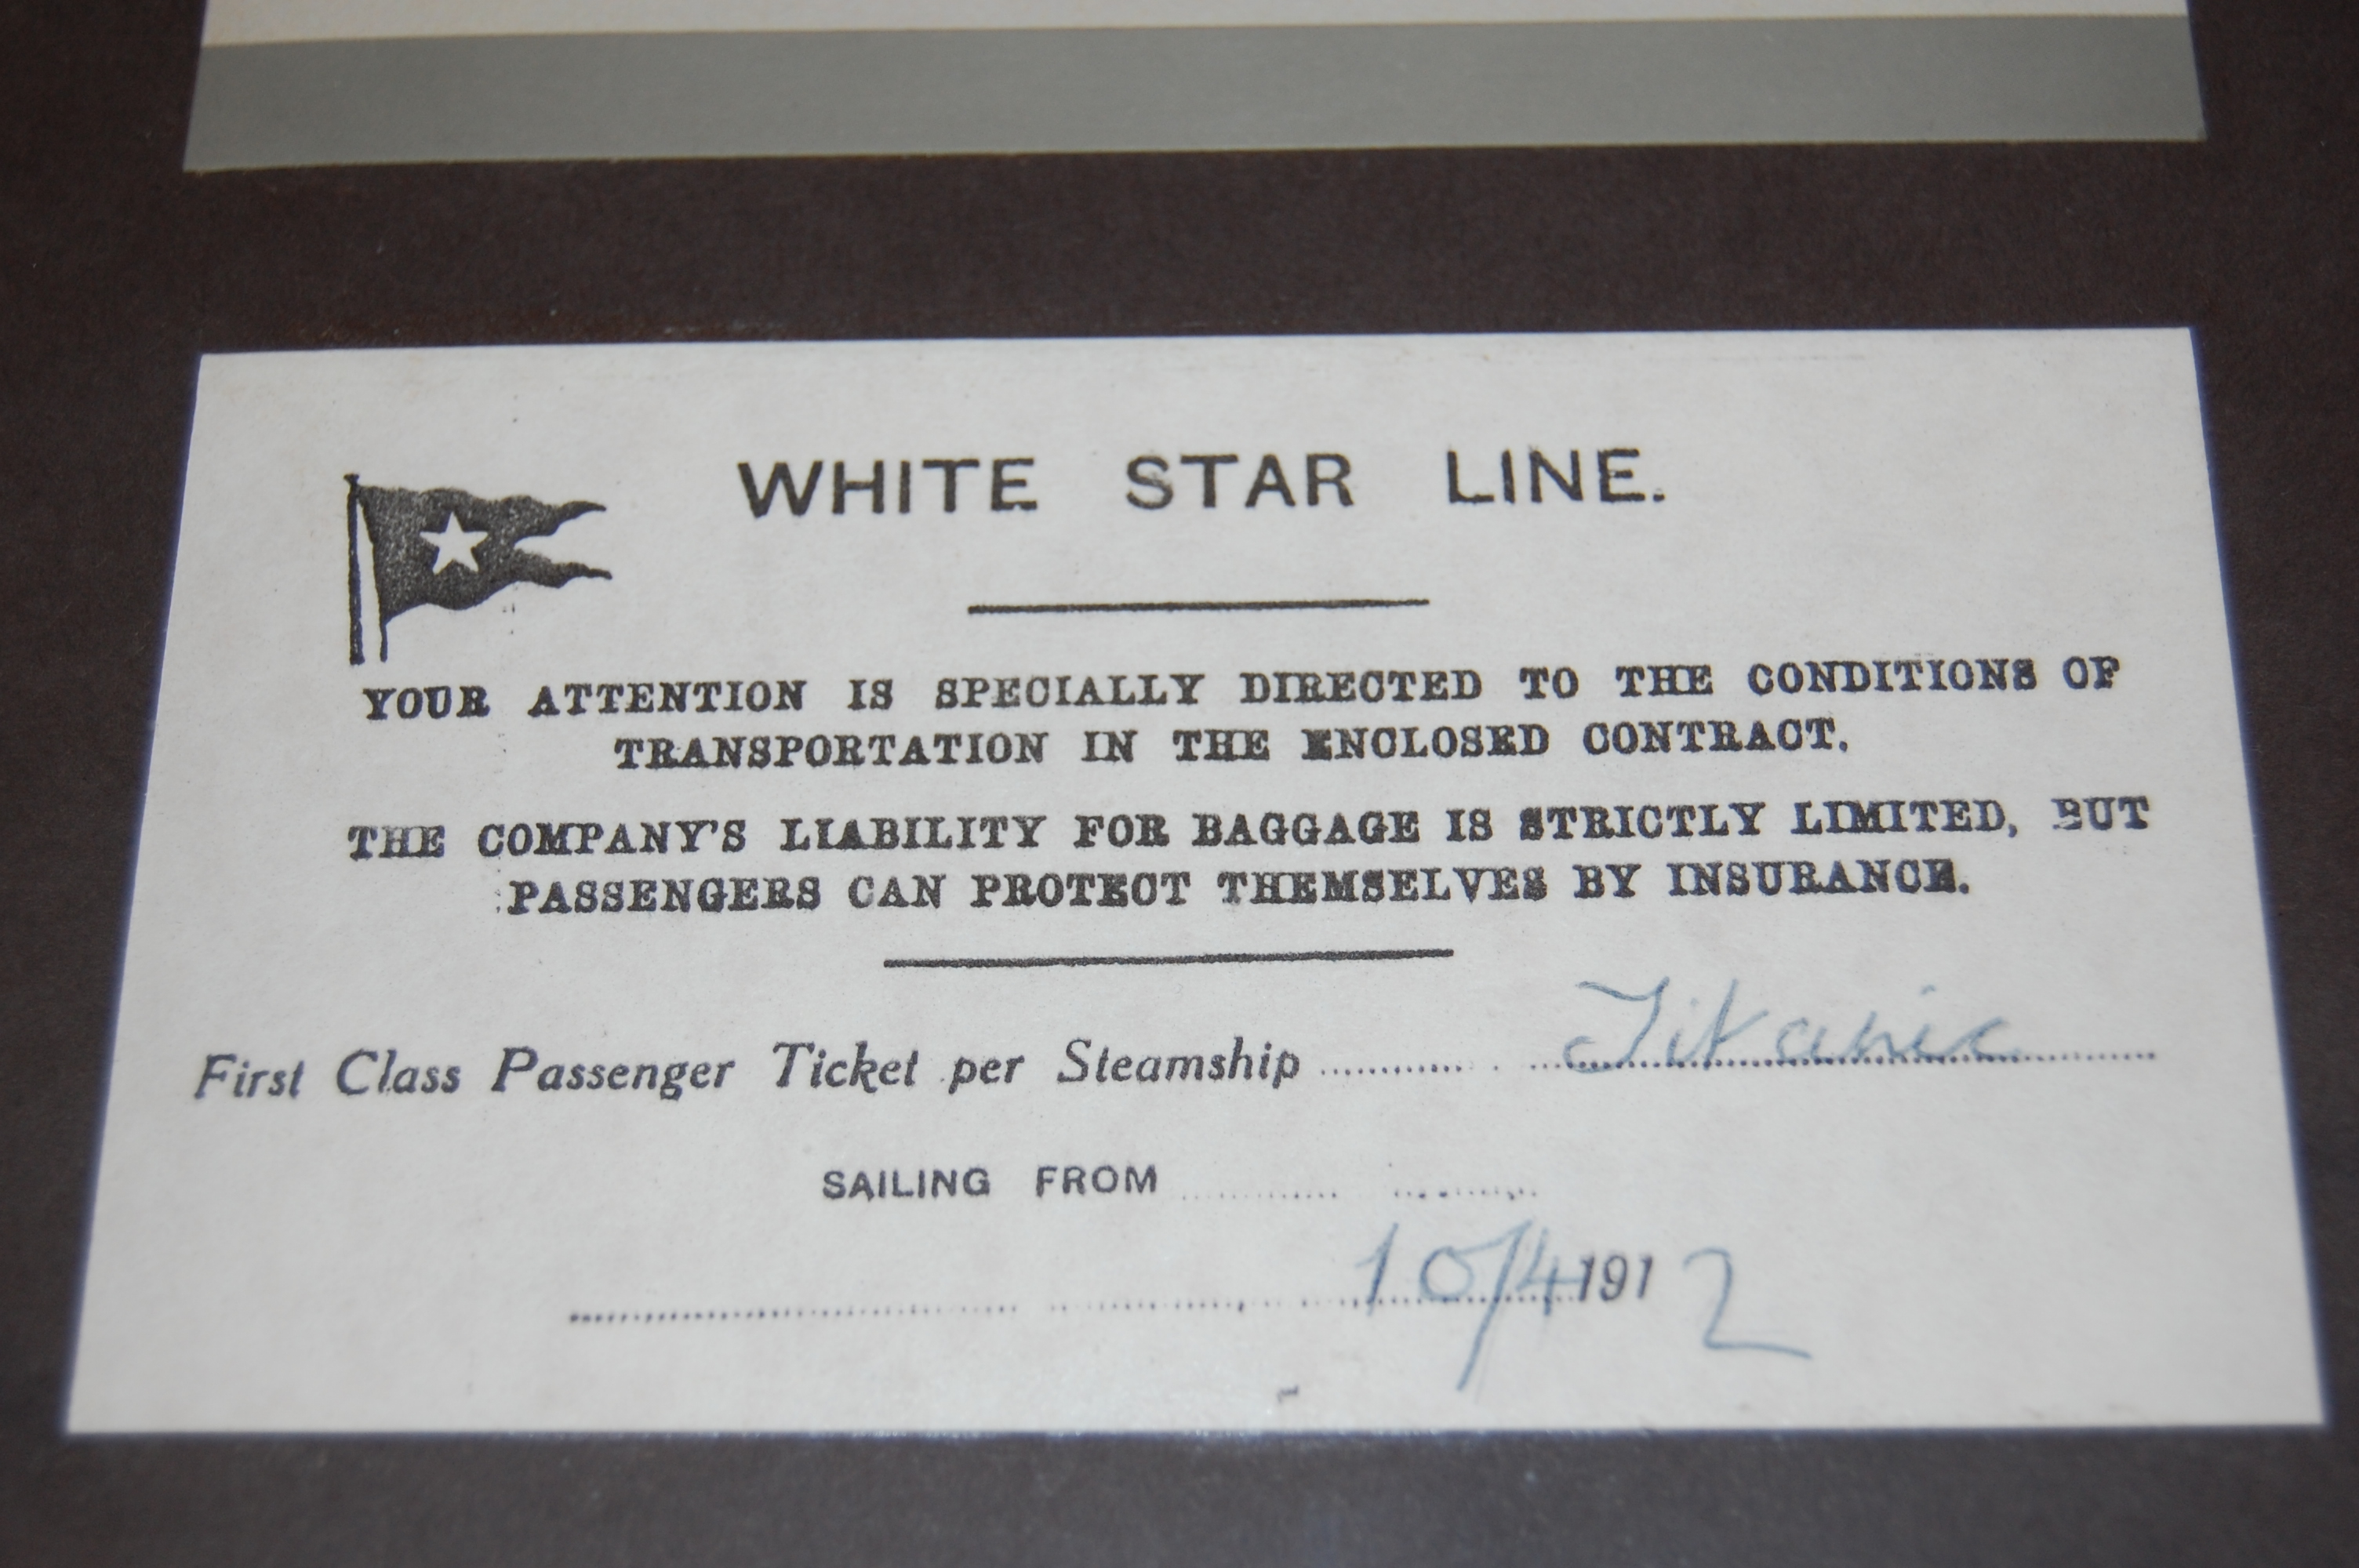 WHITE STAR LINE.
YOUR ATTENTION IS SPECIALLY DIRECTED TO THE CONDITIONS OF
TRANSPORTATION IN THE ENCLOSED CONTRACT.
THE COMPANY'S LIABILITY FOR BAGGAGE IS STRICTLY LIMITED, BUT
PASSENGERS CAN PROTECT THEMSELVES BY INSURANCE.
First Class Passenger Ticket per Steamship Titanic
SAILING FROM
10/4 1912